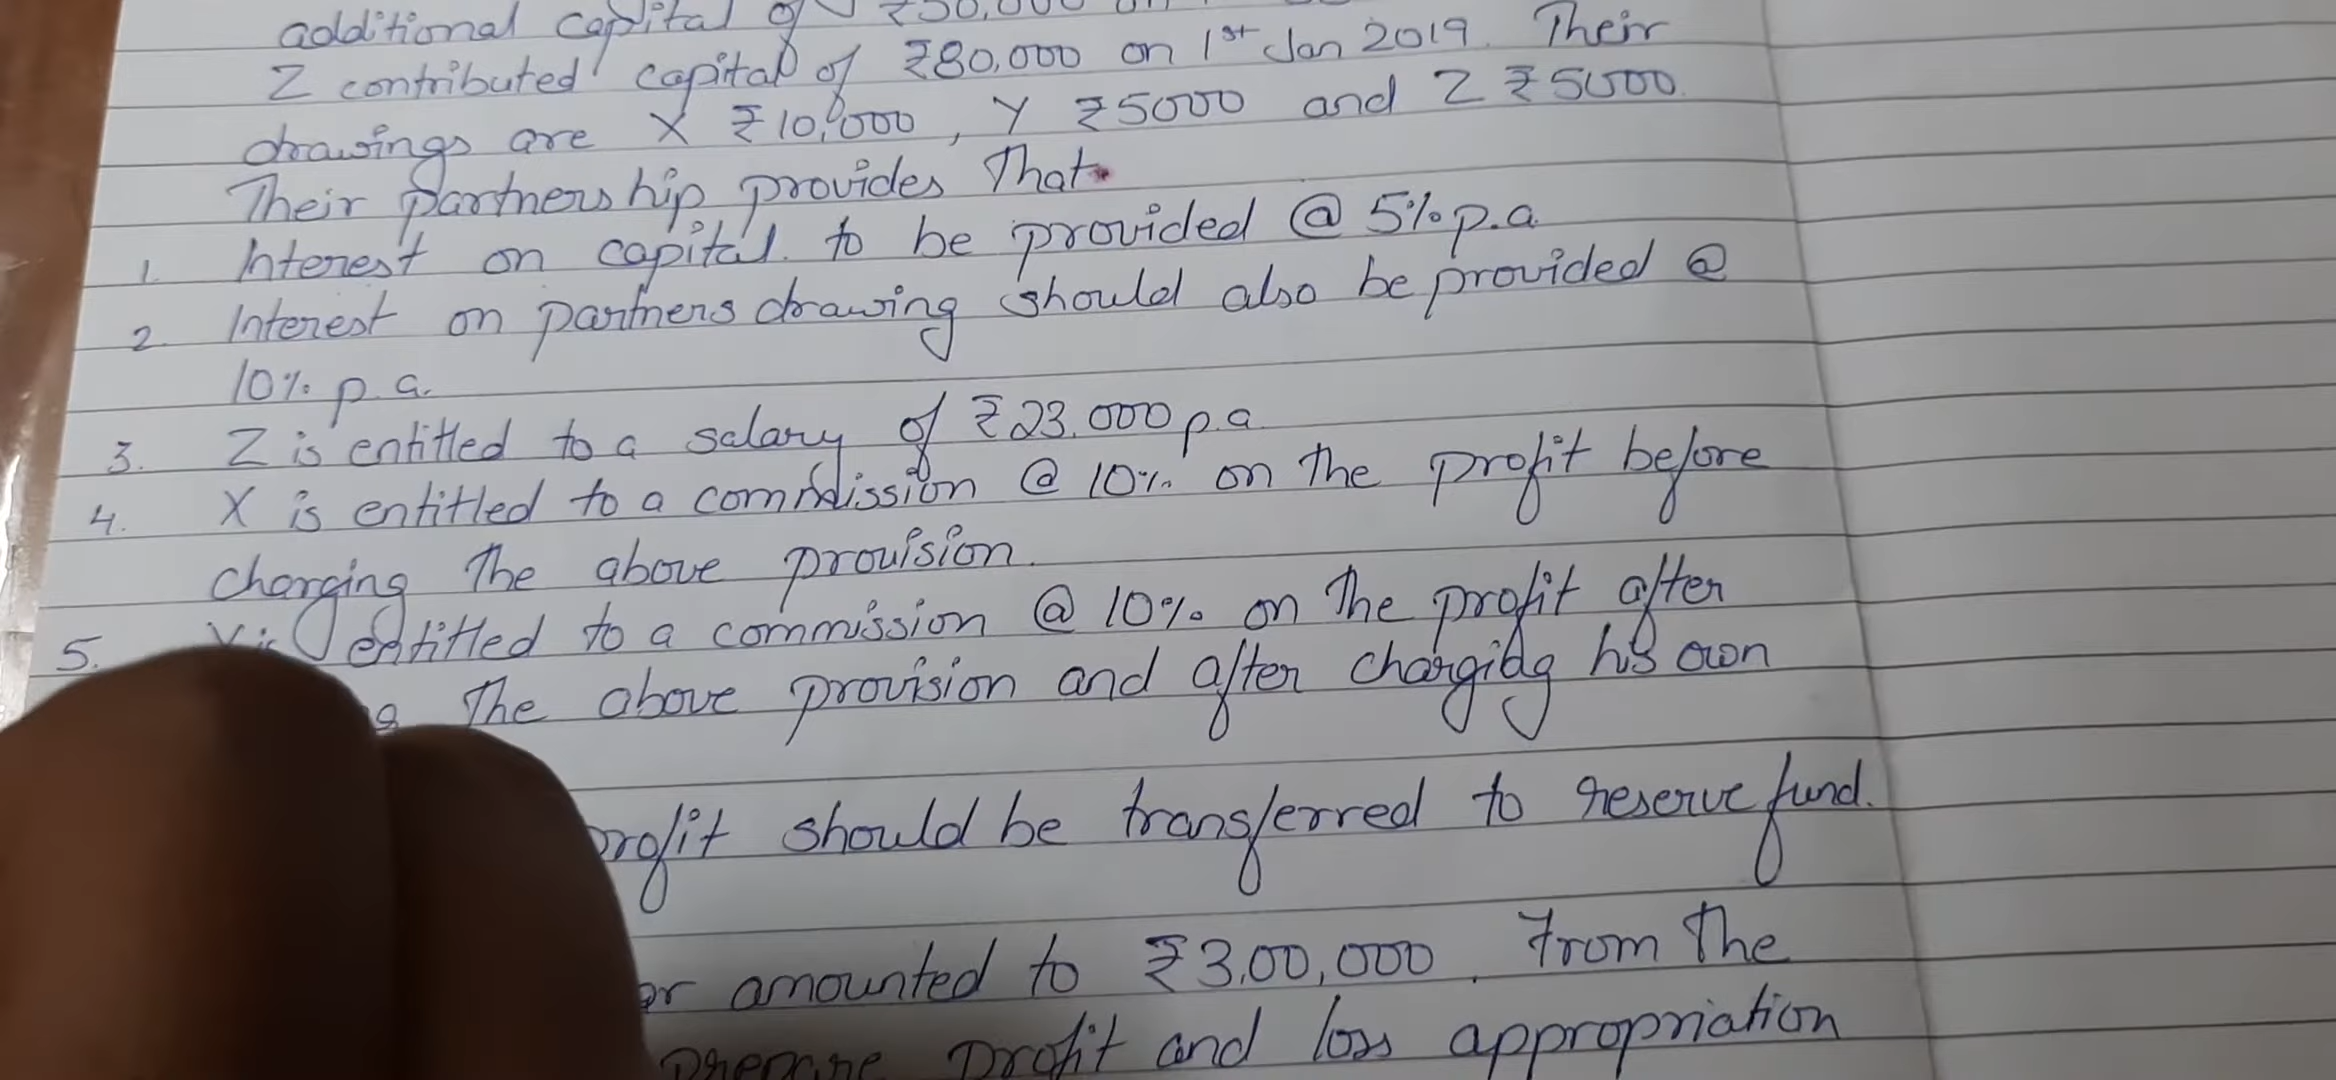 additional capital of ₹50,000 on
Z contributed capital of ₹80,000 on 1st Jan 2019. Their
drawings are X ₹10,000, Y ₹5000 and Z ₹5000.
Their partnership provides That
1. Interest on capital. to be provided @ 5% p.a
2. Interest on partners drawing should also be provided @
10% p.a.
3. Z is entitled to a salary of ₹23,000 p.a
4. X is entitled to a commission @ 10% on the profit before
charging the above provision.
5. entitled to a commission @ 10% on the profit after
the above provision and after charging his own
profit should be transferred to reserve fund.
amounted to ₹3,00,000. From the
prepare profit and loss appropriation